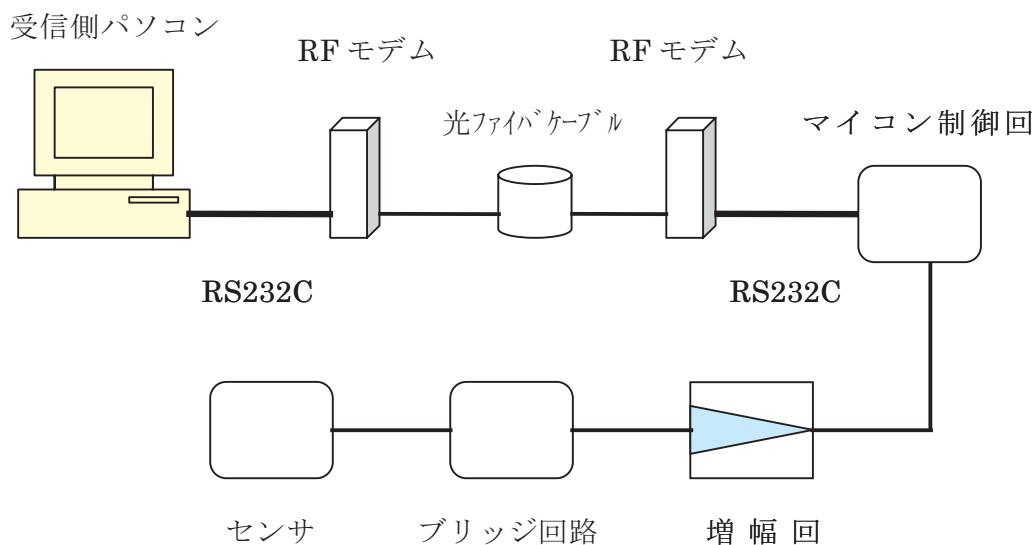 受信側パソコン
RF モデム
RF モデム
光ファイバケーブル
マイコン制御回
RS232C
RS232C
センサ
ブリッジ回路
増幅回